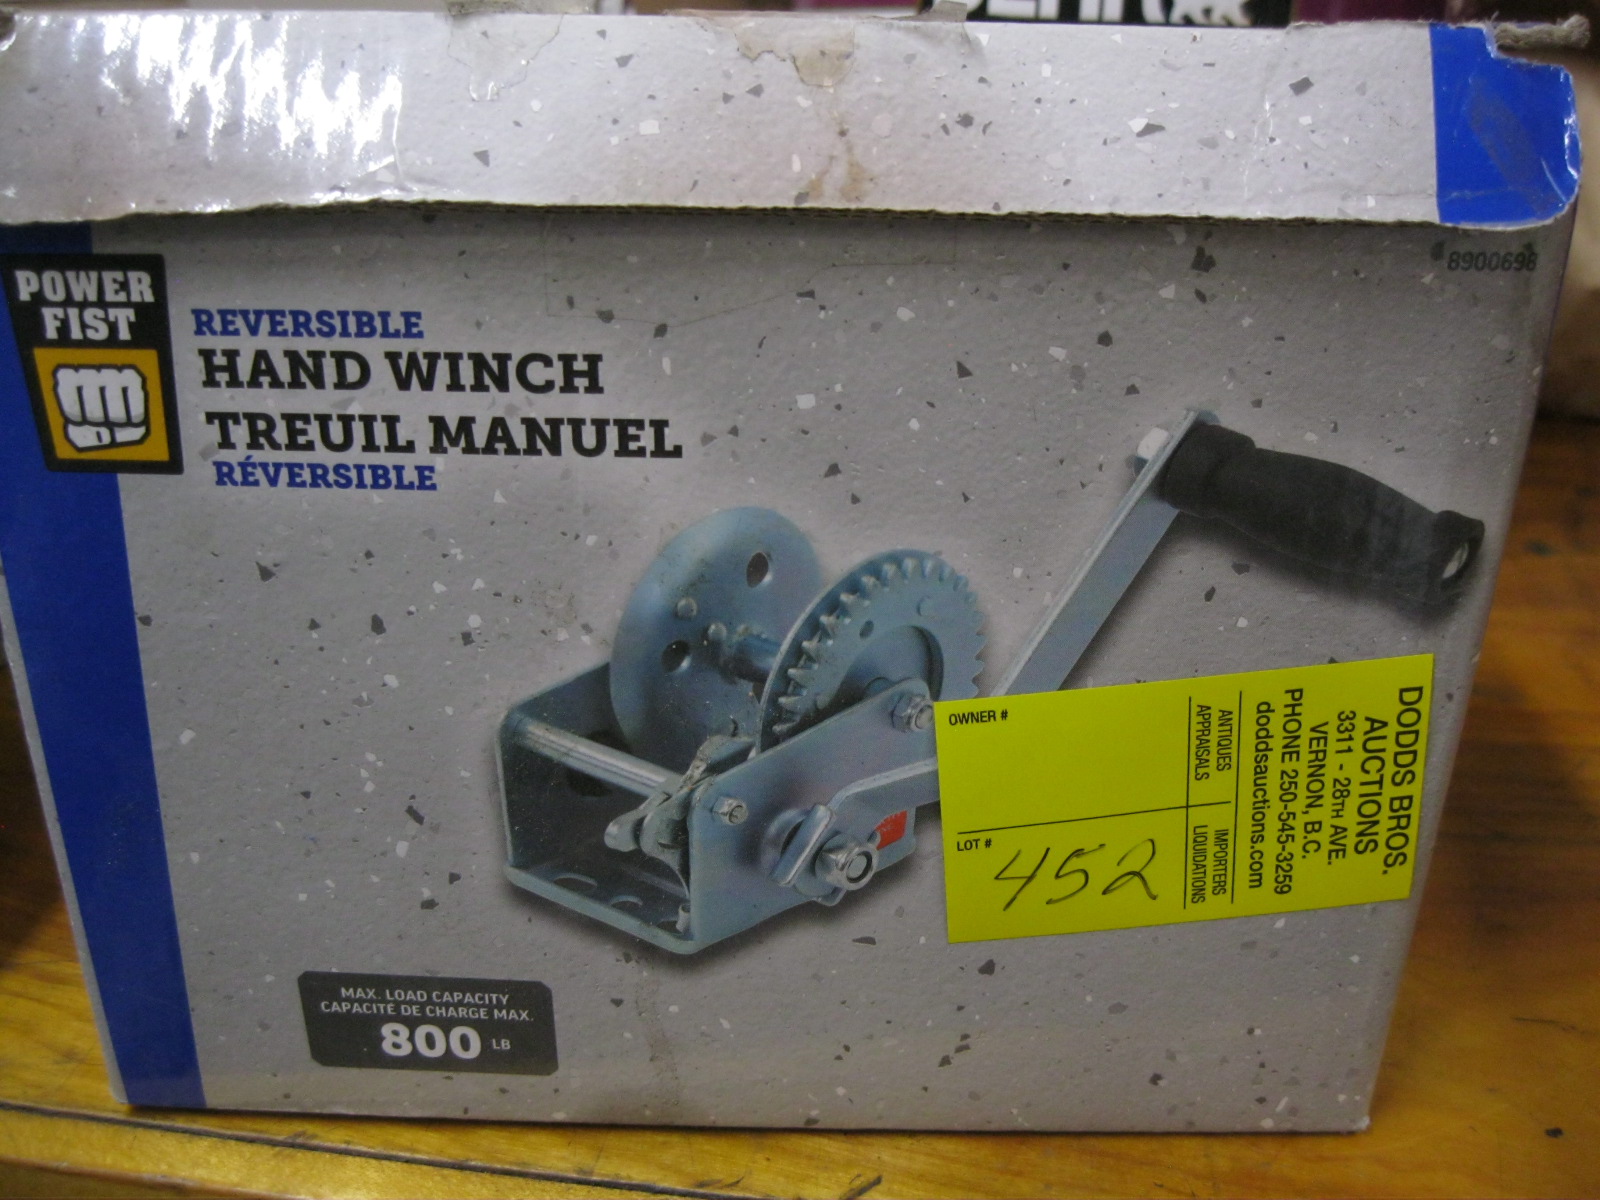 8900698
POWER
FIST
REVERSIBLE
HAND WINCH
TREUIL MANUEL
RÉVERSIBLE
DODDS BROS.
AUCTIONS
3311 - 28TH AVE.
VERNON, B.C.
PHONE 250-545-3259
doddsauctions.com
ANTIQUES
APPRAISALS
IMPORTERS
LIQUIDATIONS
OWNER #
LOT # 452
MAX. LOAD CAPACITY
CAPACITÉ DE CHARGE MAX.
800 LB